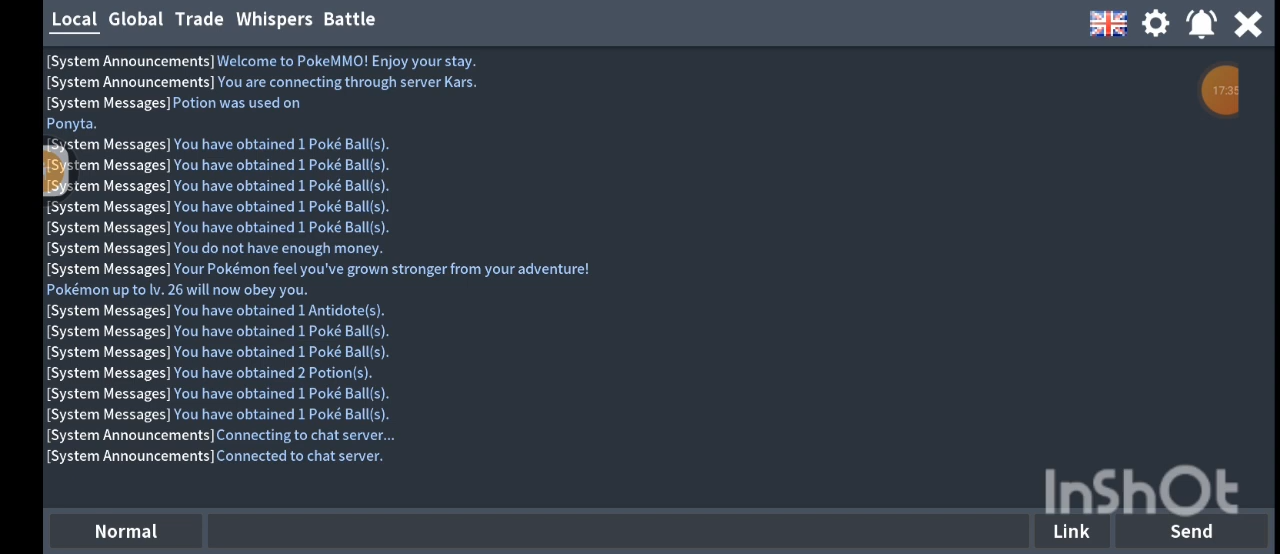 Local Global Trade Whispers Battle
[System Announcements] Welcome to PokeMMO! Enjoy your stay.
[System Announcements] You are connecting through server Kars.
[System Messages] Potion was used on
17:35
Ponyta.
[System Messages] You have obtained 1 Poké Ball(s).
[System Messages] You have obtained 1 Poké Ball(s).
[System Messages] You have obtained 1 Poké Ball(s).
[System Messages] You have obtained 1 Poké Ball(s).
[System Messages] You have obtained 1 Poké Ball(s).
[System Messages] You do not have enough money.
[System Messages] Your Pokémon feel you've grown stronger from your adventure!
Pokémon up to lv. 26 will now obey you.
[System Messages] You have obtained 1 Antidote(s).
[System Messages] You have obtained 1 Poké Ball(s).
[System Messages] You have obtained 1 Poké Ball(s).
[System Messages] You have obtained 2 Potion(s).
[System Messages] You have obtained 1 Poké Ball(s).
[System Messages] You have obtained 1 Poké Ball(s).
[System Announcements] Connecting to chat server...
[System Announcements] Connected to chat server.
InShOt
Normal Link Send